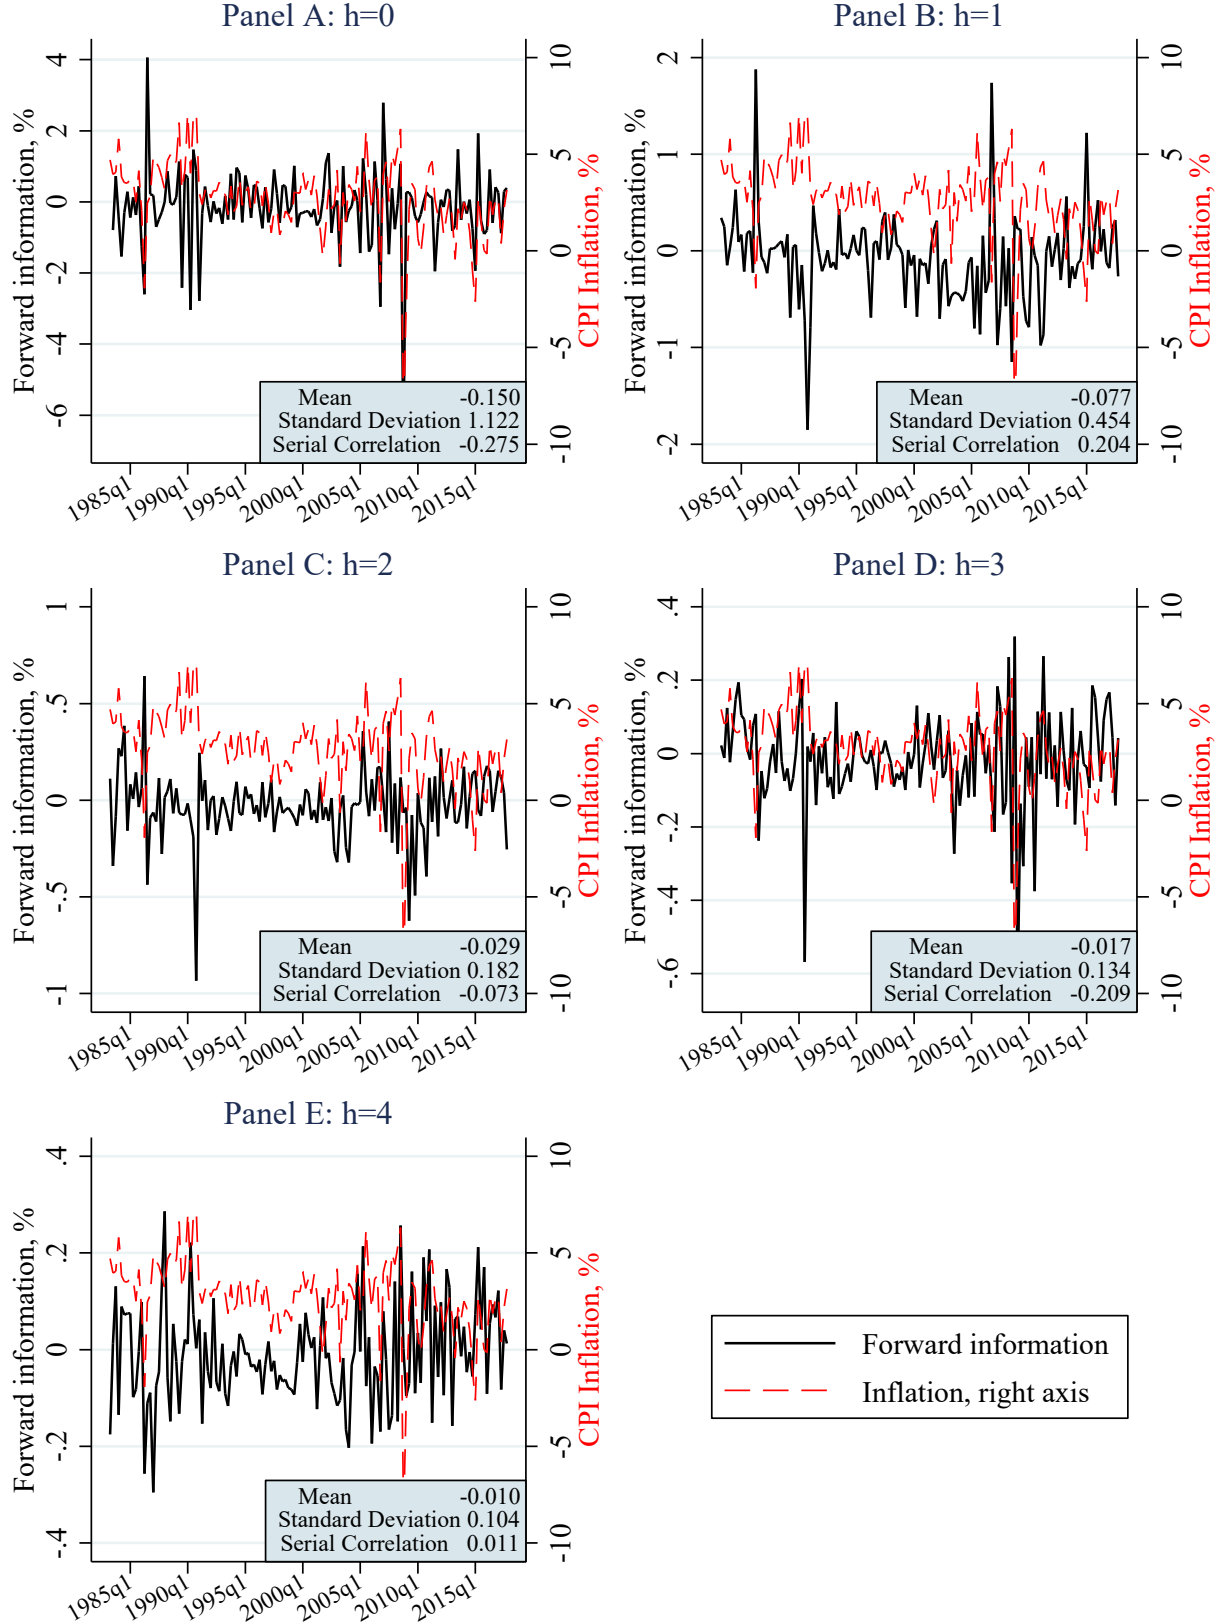 Panel A: h=0
Forward information, %
4
2
0
-2
-4
-6
10
5
0
-5
-10
CPI Inflation, %
Mean -0.150
Standard Deviation 1.122
Serial Correlation -0.275
1985q1 1990q1 1995q1 2000q1 2005q1 2010q1 2015q1
Panel B: h=1
Forward information, %
2
1
0
-1
-2
10
5
0
-5
-10
CPI Inflation, %
Mean -0.077
Standard Deviation 0.454
Serial Correlation 0.204
1985q1 1990q1 1995q1 2000q1 2005q1 2010q1 2015q1
Panel C: h=2
Forward information, %
1
.5
0
-.5
-1
10
5
0
-5
-10
CPI Inflation, %
Mean -0.029
Standard Deviation 0.182
Serial Correlation -0.073
1985q1 1990q1 1995q1 2000q1 2005q1 2010q1 2015q1
Panel D: h=3
Forward information, %
.4
.2
0
-.2
-.4
-.6
10
5
0
-5
-10
CPI Inflation, %
Mean -0.017
Standard Deviation 0.134
Serial Correlation -0.209
1985q1 1990q1 1995q1 2000q1 2005q1 2010q1 2015q1
Panel E: h=4
Forward information, %
.4
.2
0
-.2
-.4
10
5
0
-5
-10
CPI Inflation, %
Mean -0.010
Standard Deviation 0.104
Serial Correlation 0.011
1985q1 1990q1 1995q1 2000q1 2005q1 2010q1 2015q1
Forward information
Inflation, right axis